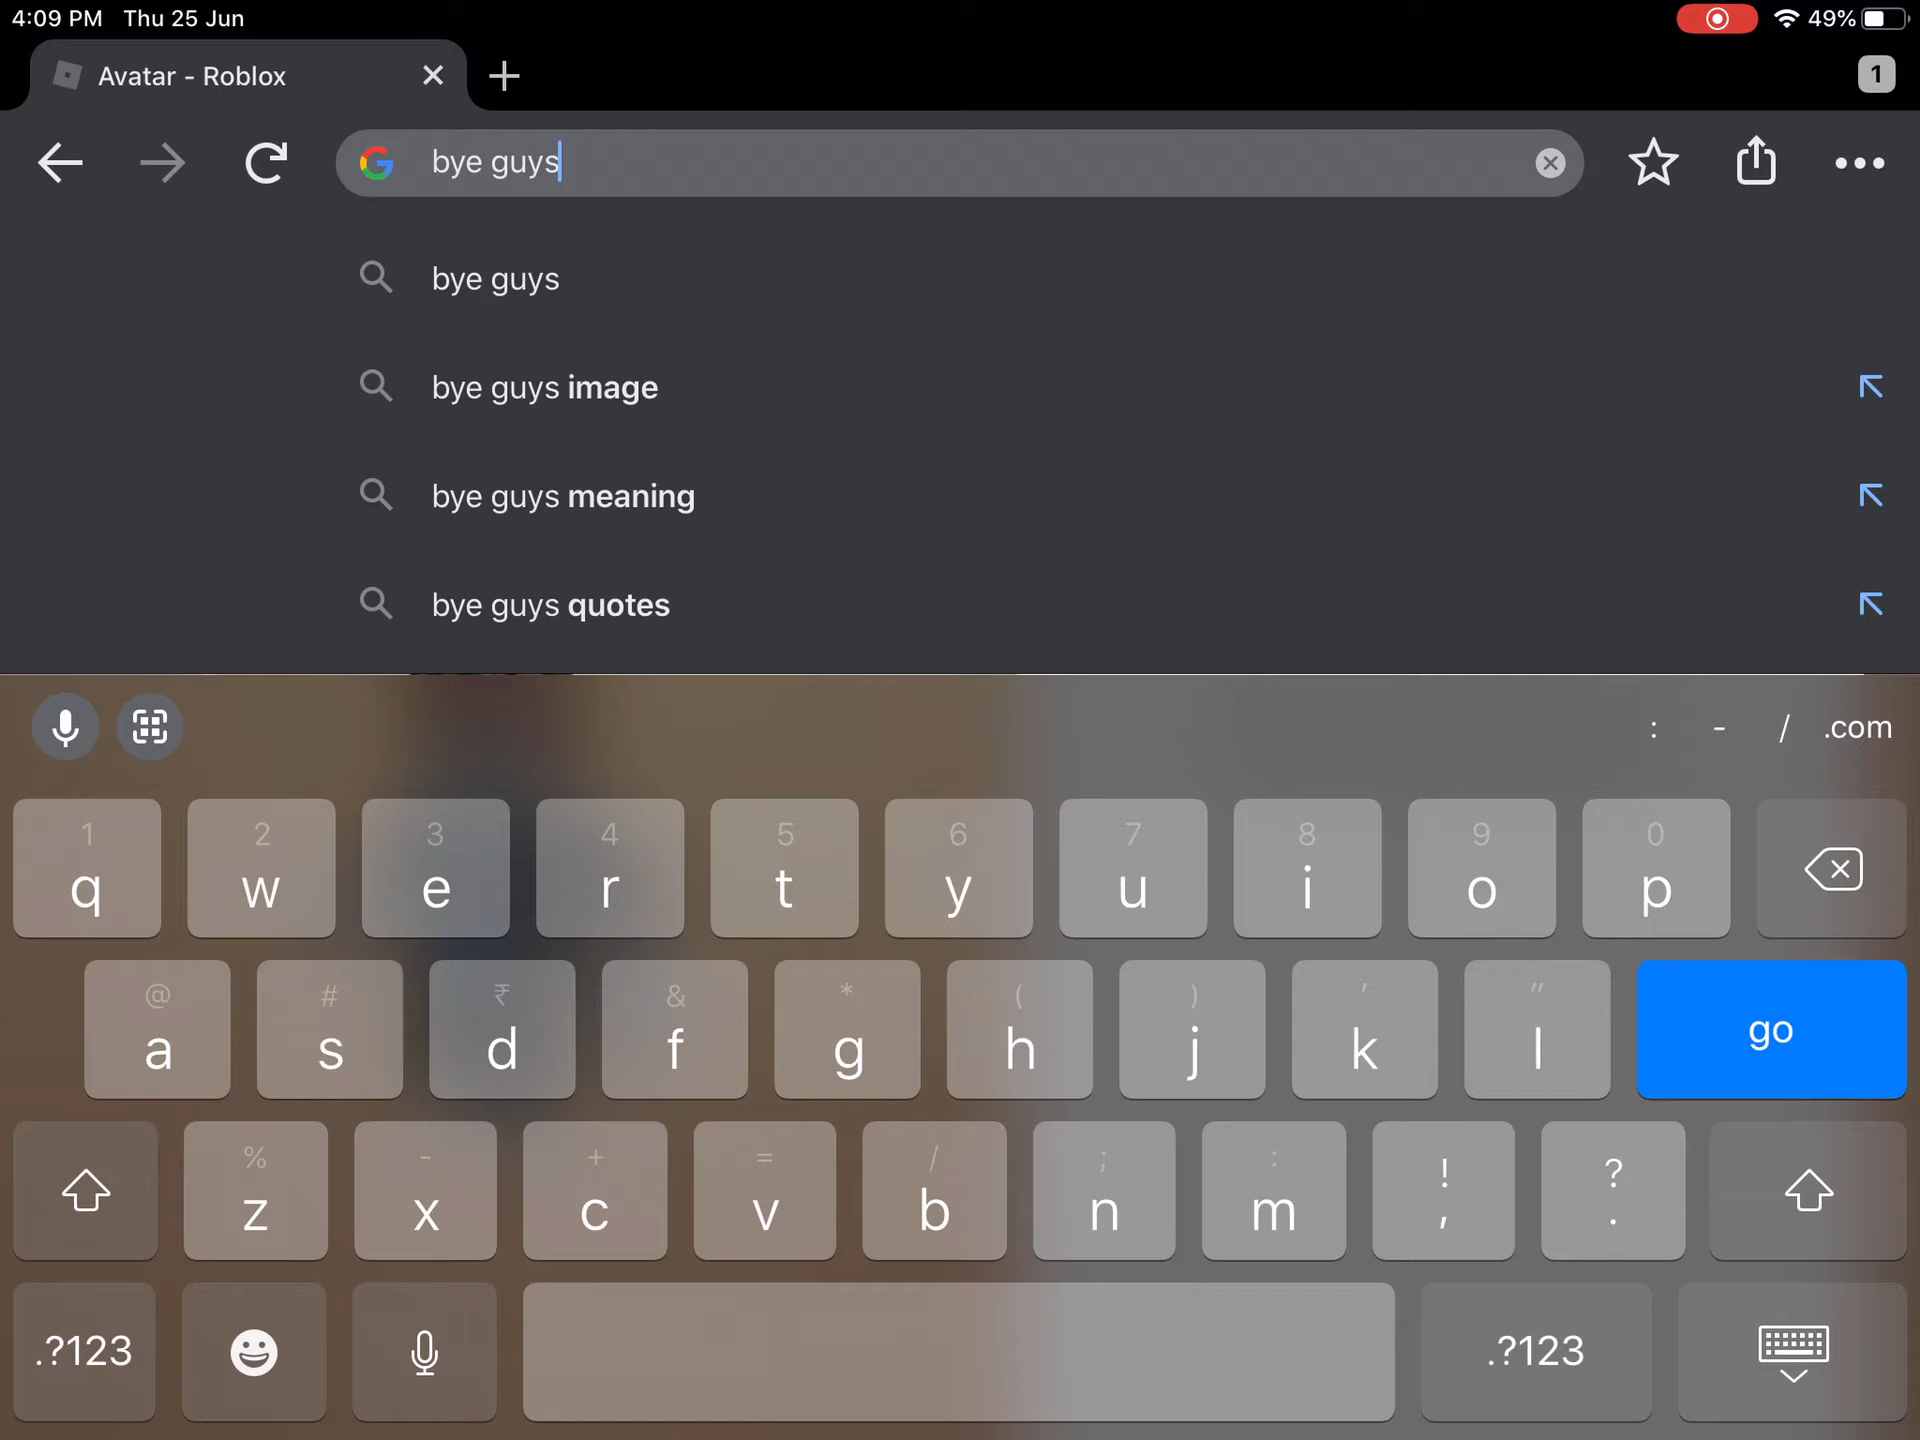 4:09 PM Thu 25 Jun 49%
Avatar - Roblox 1
bye guys
bye guys
bye guys image
bye guys meaning
bye guys quotes
: - / .com
1 2 3 4 5 6 7 8 9 0
q w e r t y u i o p
@ # ₹ & * ( ) ' "
a s d f g h j k l go
% - + = / ; : ! ?
z x c v b n m , .
.?123 .?123